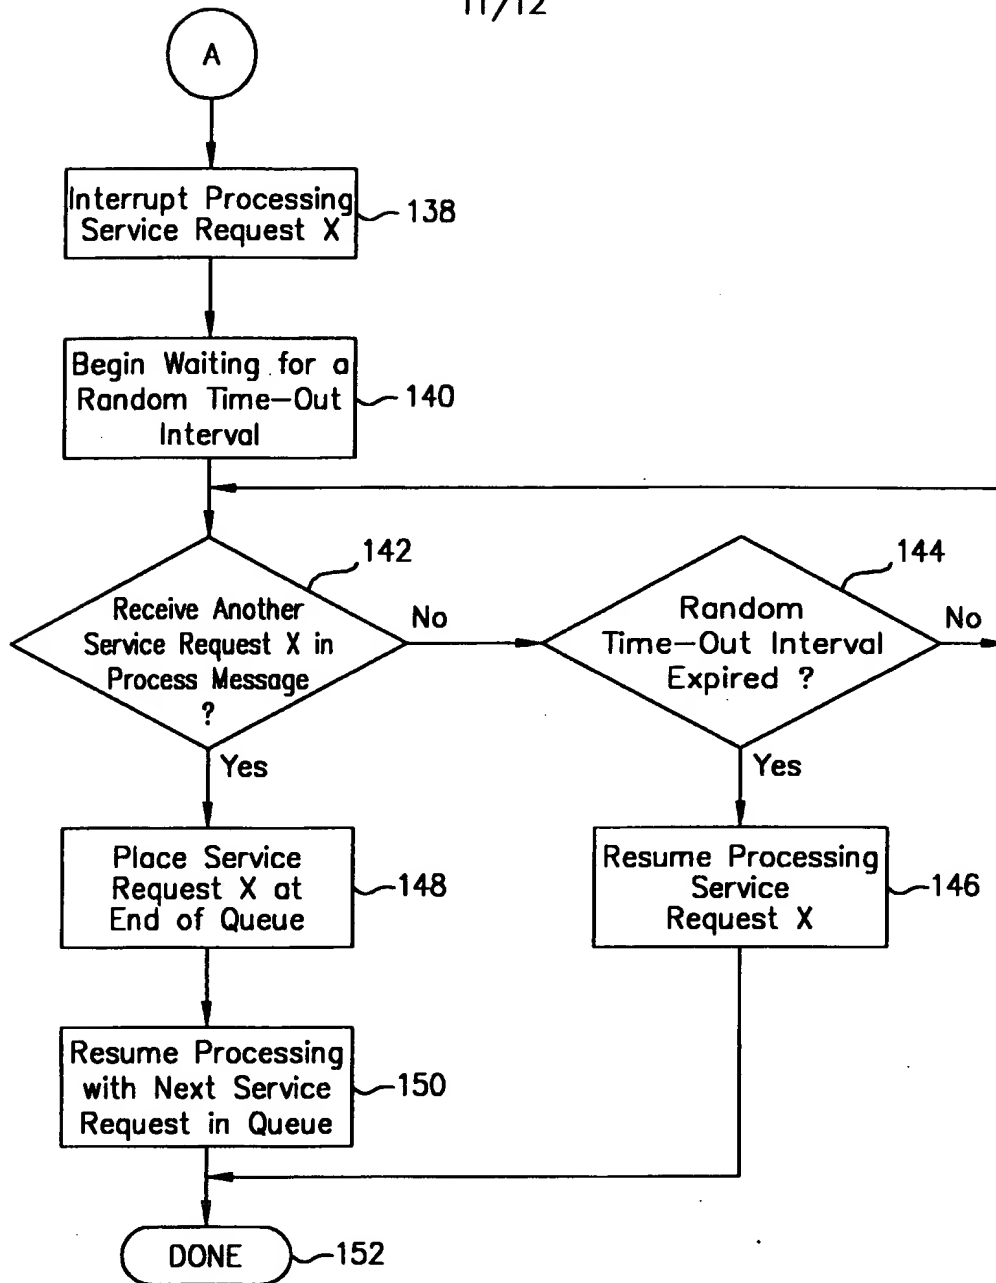 11/12
A
Interrupt Processing
Service Request X
138
Begin Waiting for a
Random Time-Out
Interval
140
142
Receive Another
Service Request X in
Process Message
?
No
144
Random
Time-Out Interval
Expired ?
No
Yes
Yes
Place Service
Request X at
End of Queue
148
Resume Processing
Service
Request X
146
Resume Processing
with Next Service
Request in Queue
150
DONE
152